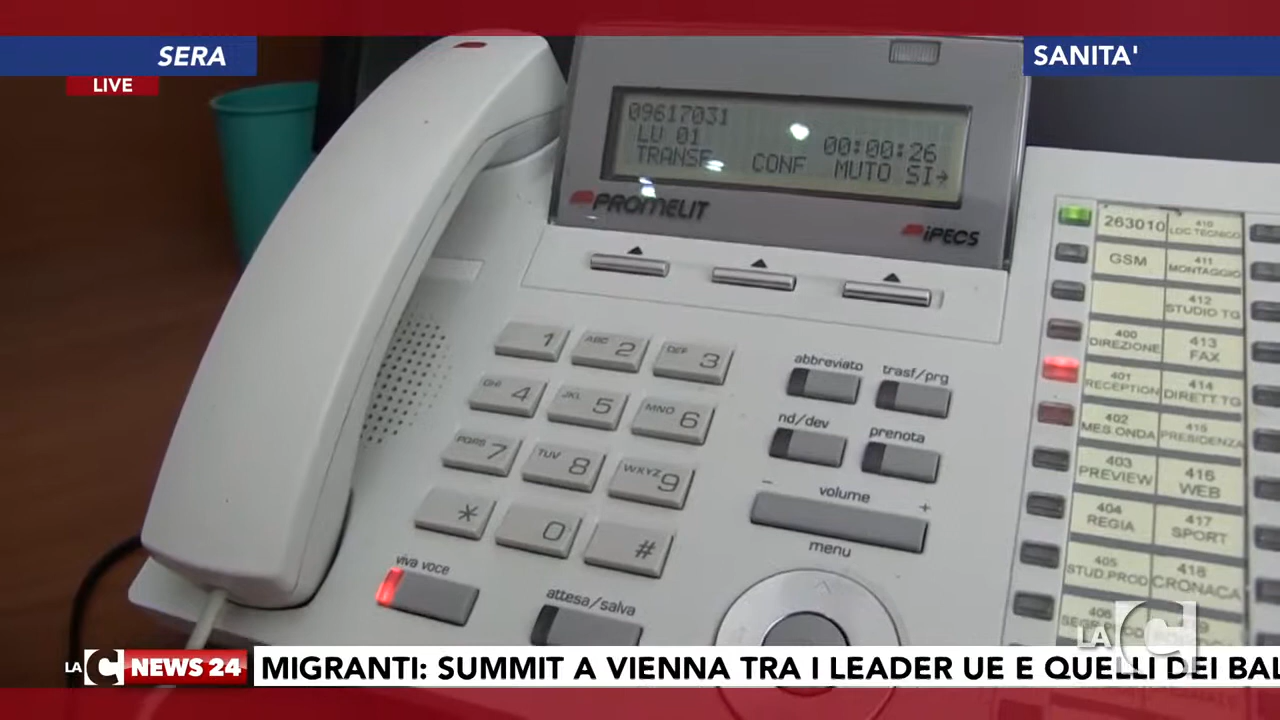 SERA
LIVE
SANITA'
09617031
LU 01
00:00:26
TRANSF CONF MUTO SI
PROMELIT
iPECS
263010
410
LOC.TECNICO
GSM
411
MONTAGGIO
412
STUDIO TG
400
DIREZIONE
413
FAX
401
RECEPTION
414
DIRETT.TG
402
MES.ONDA
415
PRESIDENZA
403
PREVIEW
416
WEB
404
REGIA
417
SPORT
405
STUD.PROD
418
CRONACA
406
1
ABC 2
DEF 3
GHI 4
JKL 5
MNO 6
PQRS 7
TUV 8
WXYZ 9
*
0
#
abbreviato
trasf/prg
nd/dev
prenota
- volume +
menu
viva voce
attesa/salva
LA C
LA C NEWS 24
MIGRANTI: SUMMIT A VIENNA TRA I LEADER UE E QUELLI DEI BAL